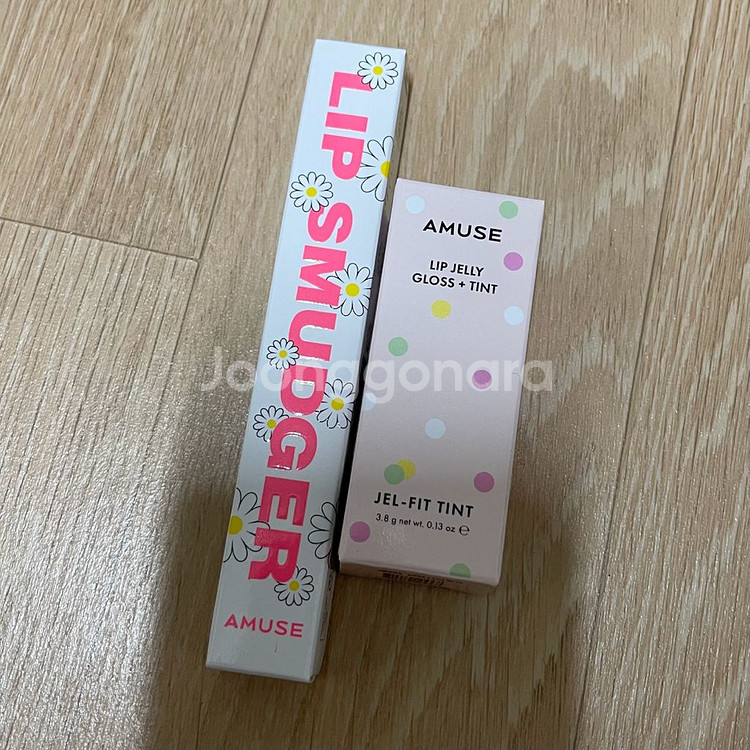 LIP SMUDGER
AMUSE
AMUSE
LIP JELLY
GLOSS + TINT
JEL-FIT TINT
3.8 g net wt. 0.13 oz ℮
Joonggonara